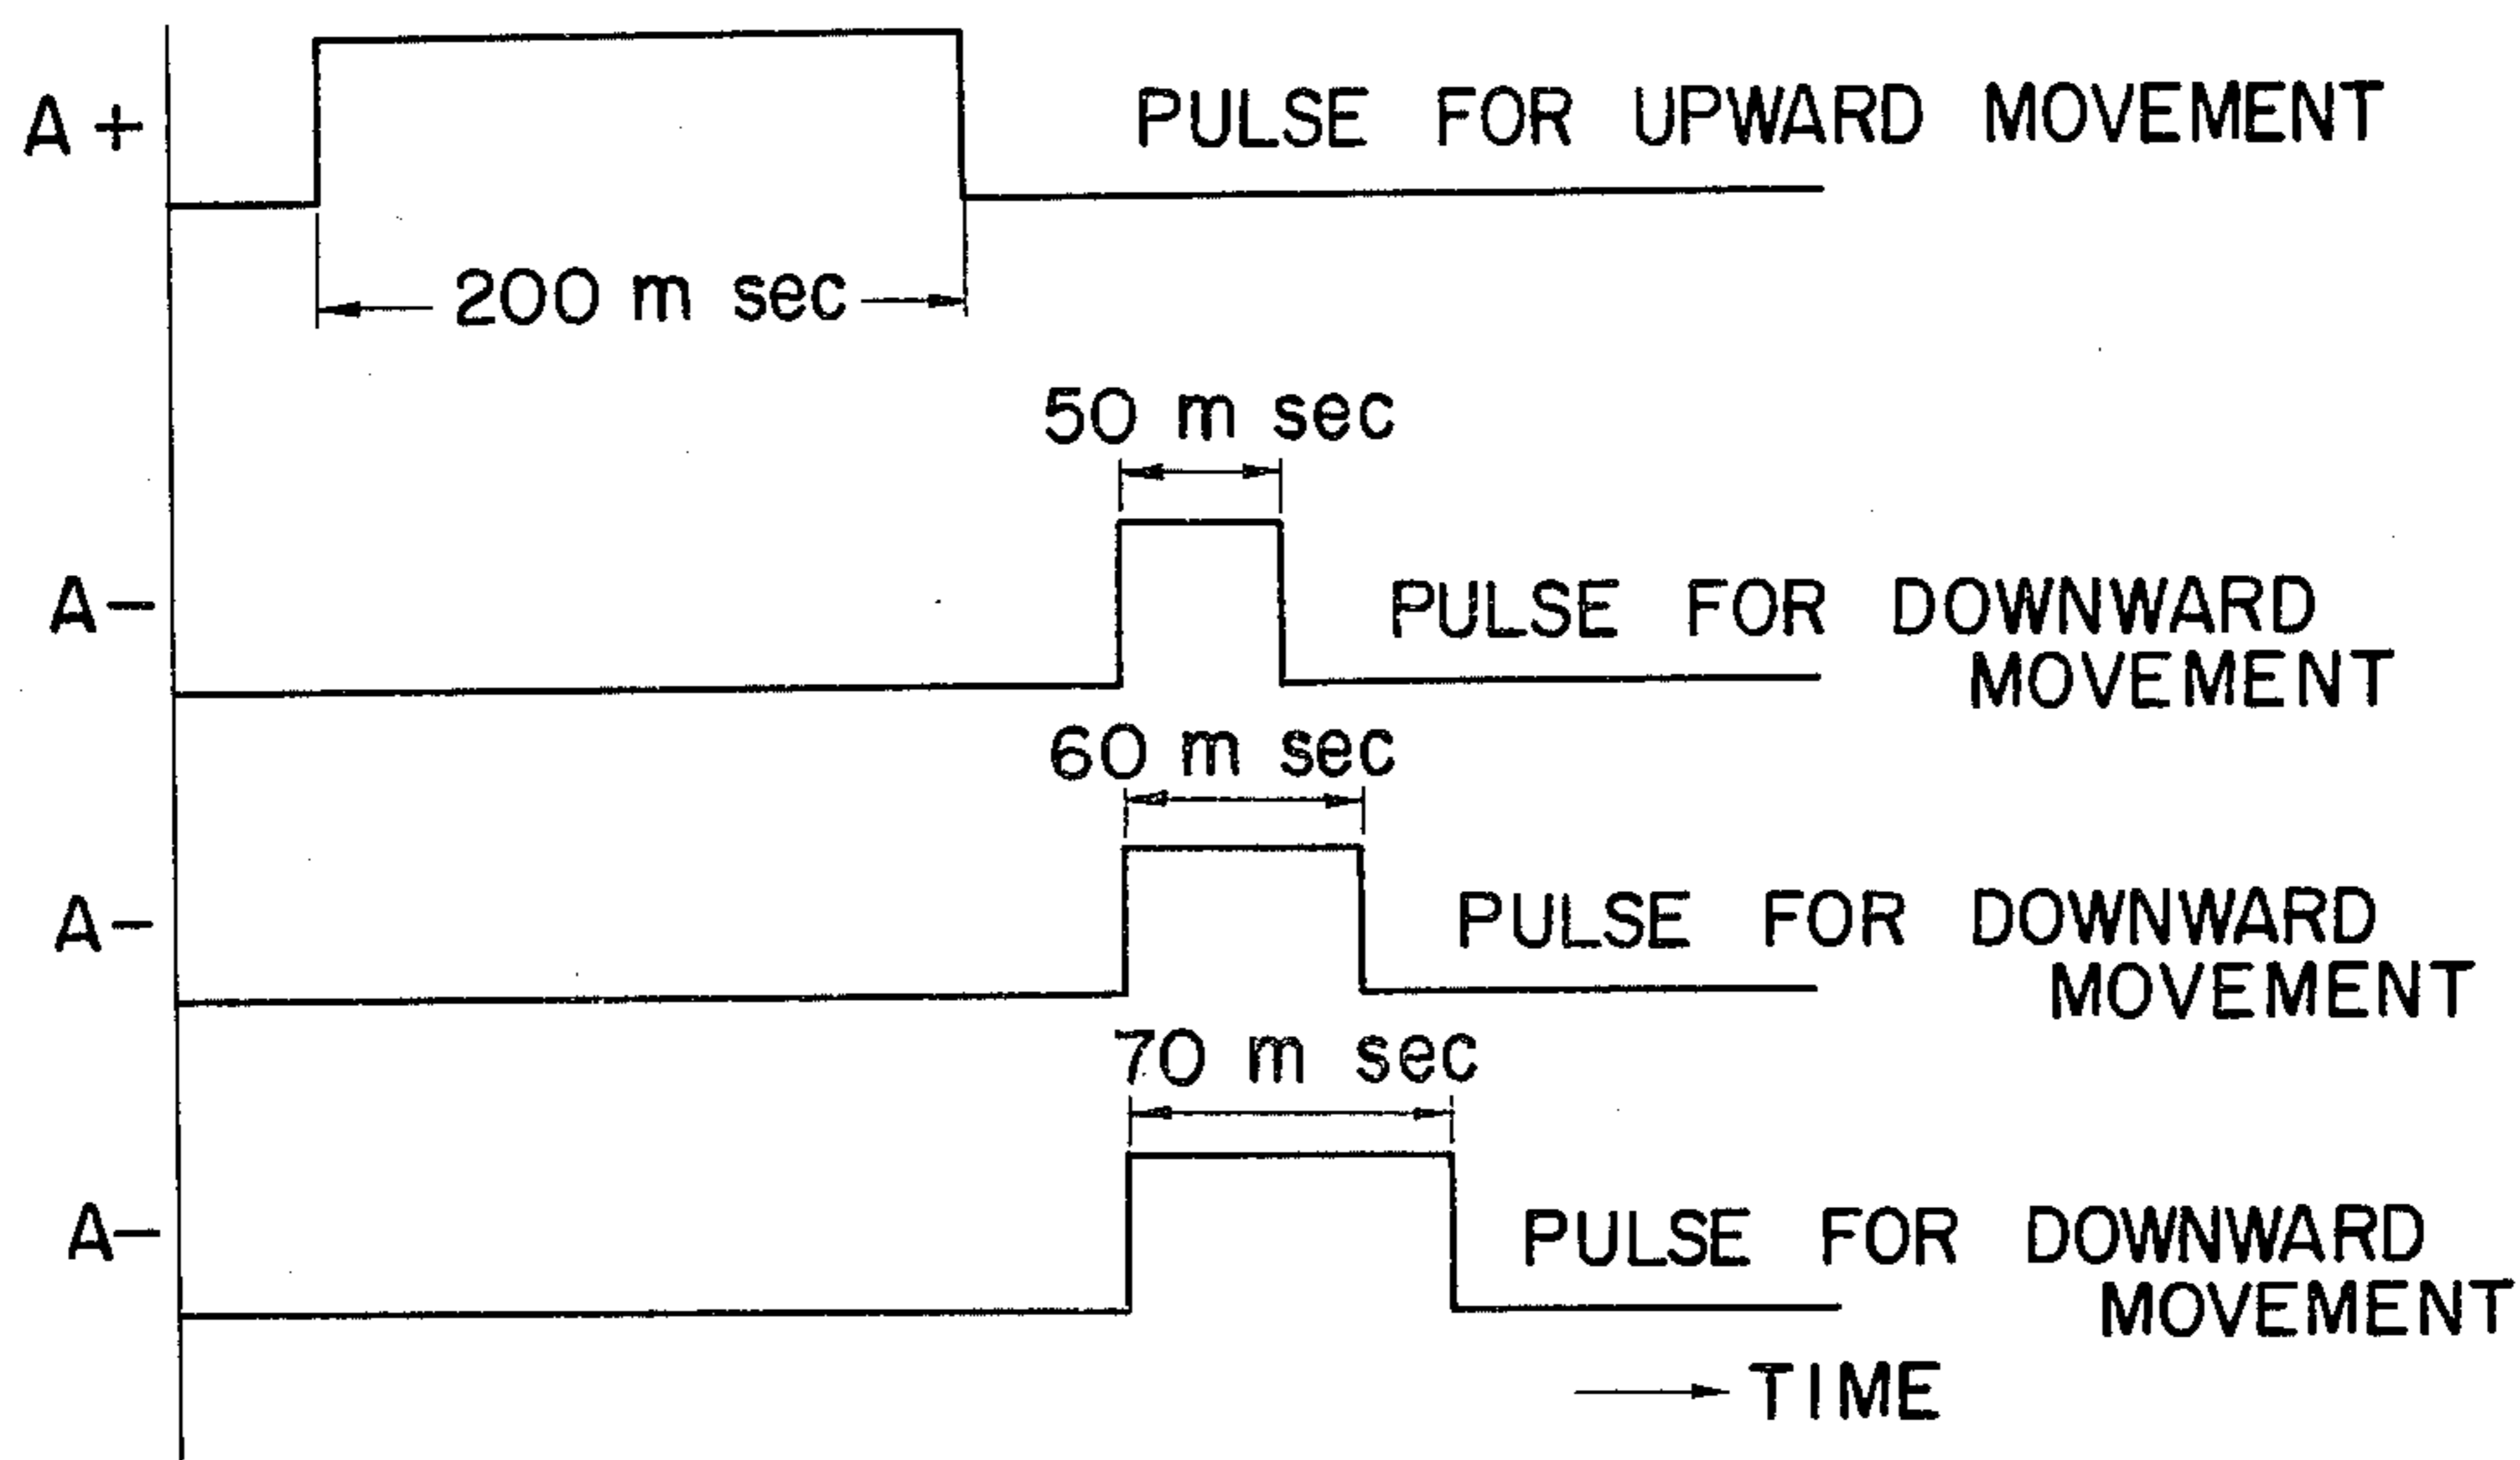 A +
PULSE FOR UPWARD MOVEMENT
200 m sec
50 m sec
A-
PULSE FOR DOWNWARD
MOVEMENT
60 m sec
A-
PULSE FOR DOWNWARD
MOVEMENT
70 m sec
A-
PULSE FOR DOWNWARD
MOVEMENT
TIME